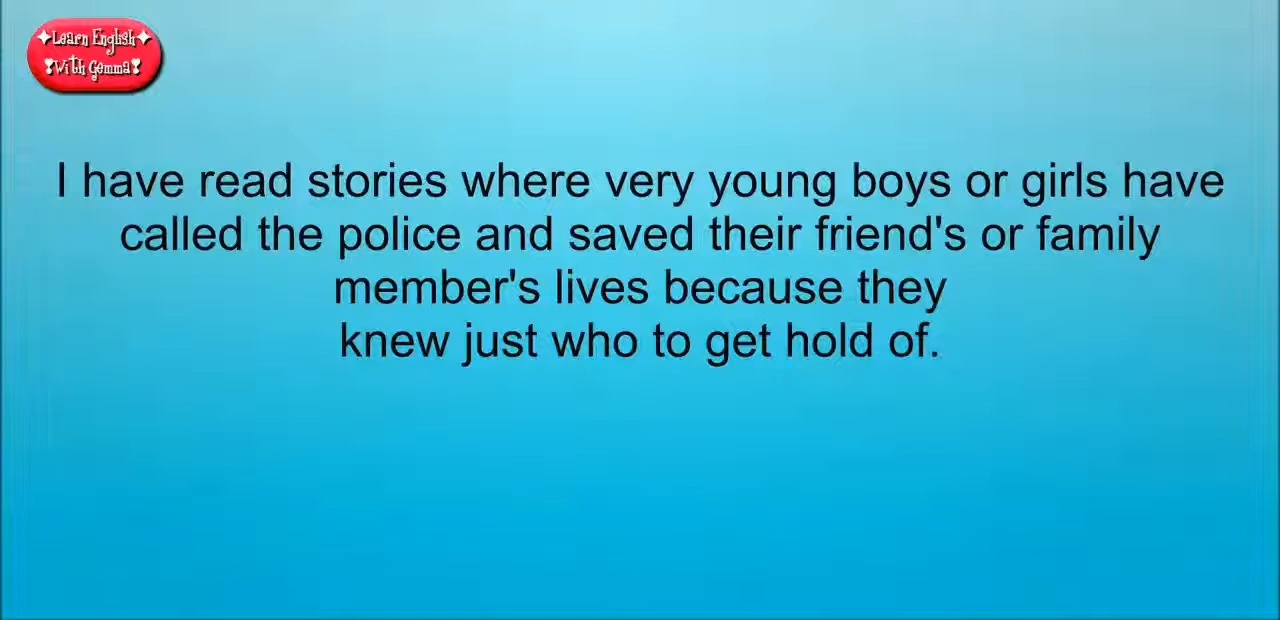 ✦Learn English✦
❣With Gemma❣
I have read stories where very young boys or girls have
called the police and saved their friend's or family
member's lives because they
knew just who to get hold of.